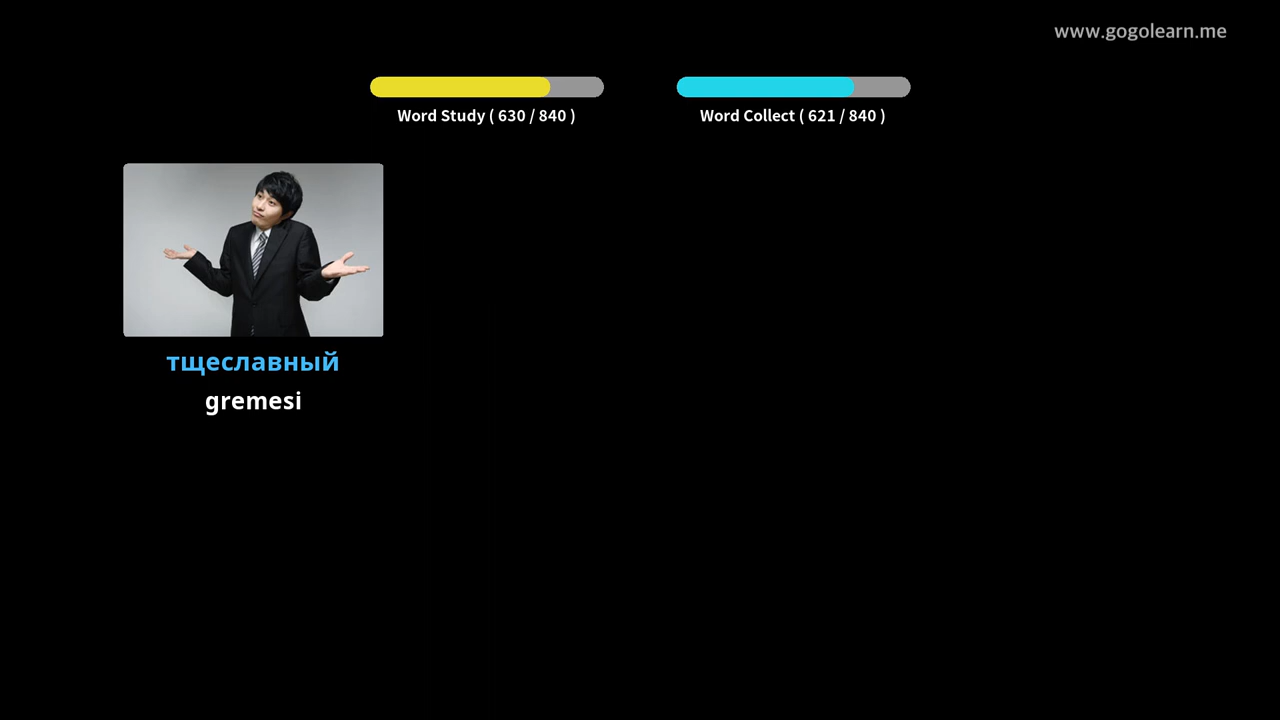 www.gogolearn.me
Word Study ( 630 / 840 )
Word Collect ( 621 / 840 )
тщеславный
gremesi